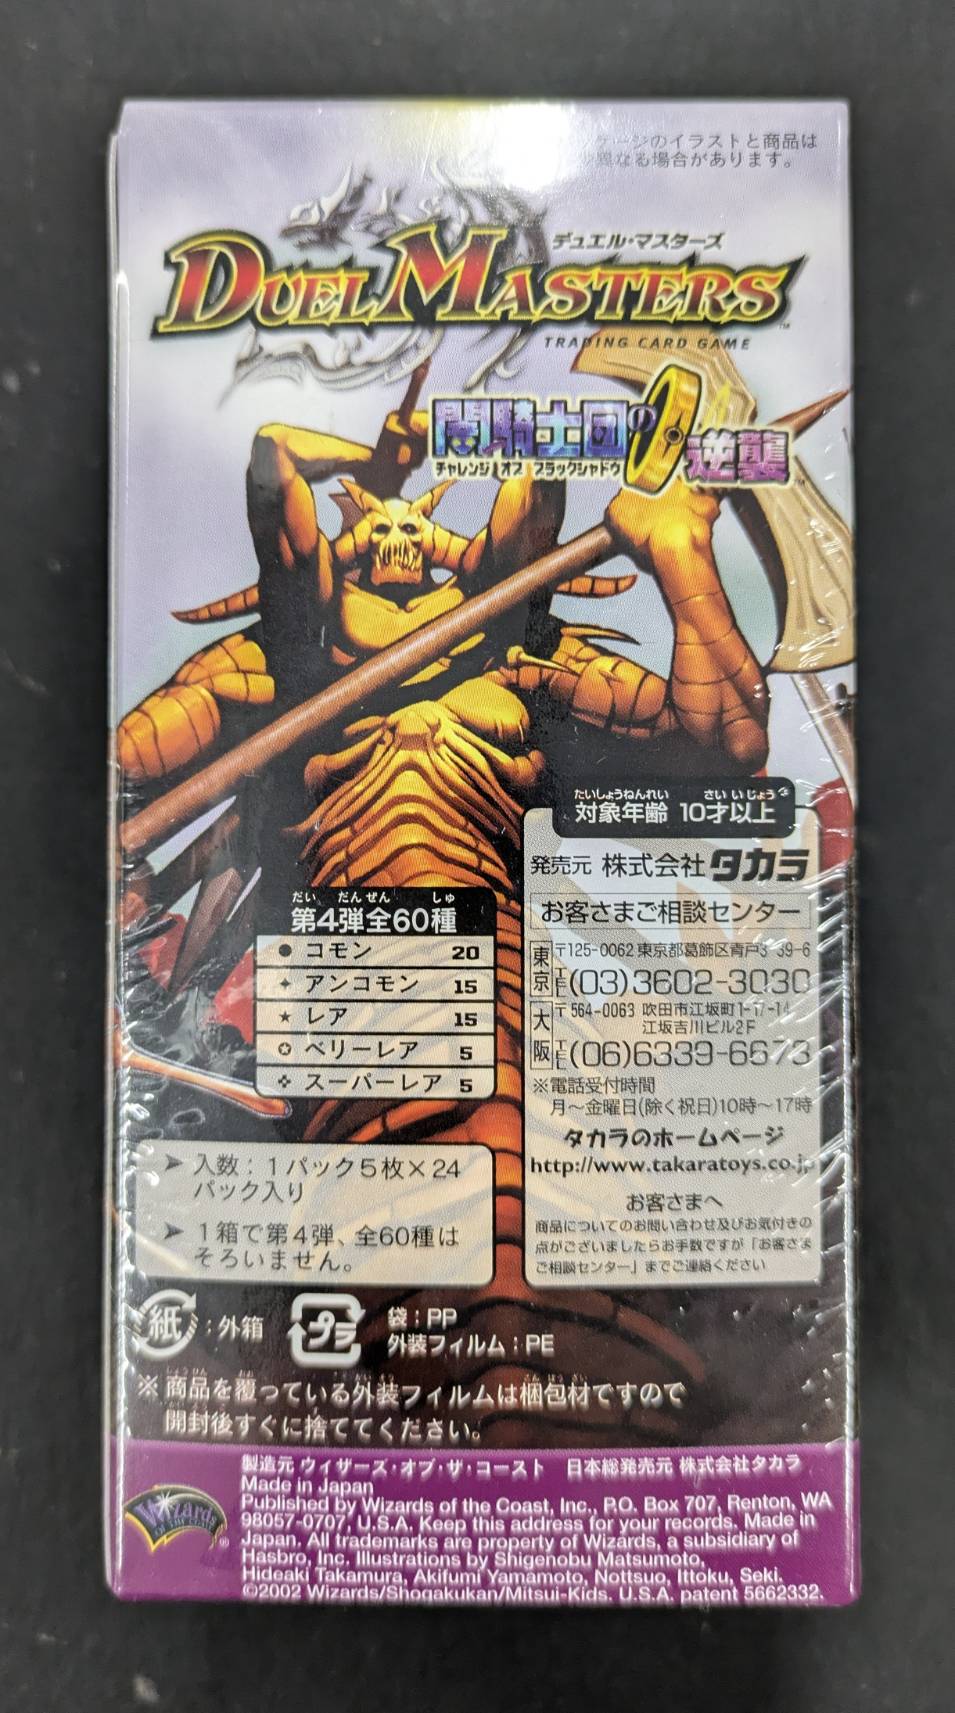 ケージのイラストと商品は
異なる場合があります。
デュエル・マスターズ
DUEL MASTERS
TM
TRADING CARD GAME
闇騎士団の逆襲
チャレンジ オブ ブラックシャドウ
TM
たいしょうねんれい さい いじょう
対象年齢 10才以上
発売元 株式会社タカラ
お客さまご相談センター
東京 〒125-0062 東京都葛飾区青戸3-39-6
TEL(03)3602-3030
大阪 〒564-0063 吹田市江坂町1-17-14
江坂吉川ビル2F
TEL(06)6339-6673
※電話受付時間
月～金曜日(除く祝日)10時～17時
タカラのホームページ
http://www.takaratoys.co.jp
お客さまへ
商品についてのお問い合わせ及びお気付きの
点がございましたらお手数ですが「お客さま
ご相談センター」までご連絡ください
だい だんぜん しゅ
第4弾全60種
● コモン 20
✦ アンコモン 15
★ レア 15
✪ ベリーレア 5
❖ スーパーレア 5
➤ 入数：1パック5枚×24
パック入り
➤ 1箱で第4弾、全60種は
そろいません。
紙：外箱
プラ 袋：PP
外装フィルム：PE
※商品を覆っている外装フィルムは梱包材ですので
開封後すぐに捨ててください。
製造元 ウィザーズ・オブ・ザ・コースト 日本総発売元 株式会社タカラ
Made in Japan
Published by Wizards of the Coast, Inc., P.O. Box 707, Renton, WA
98057-0707, U.S.A. Keep this address for your records. Made in
Japan. All trademarks are property of Wizards, a subsidiary of
Hasbro, Inc. Illustrations by Shigenobu Matsumoto,
Hideaki Takamura, Akifumi Yamamoto, Nottsuo, Ittoku, Seki.
©2002 Wizards/Shogakukan/Mitsui-Kids. U.S.A. patent 5662332.
Wizards
OF THE COAST
®